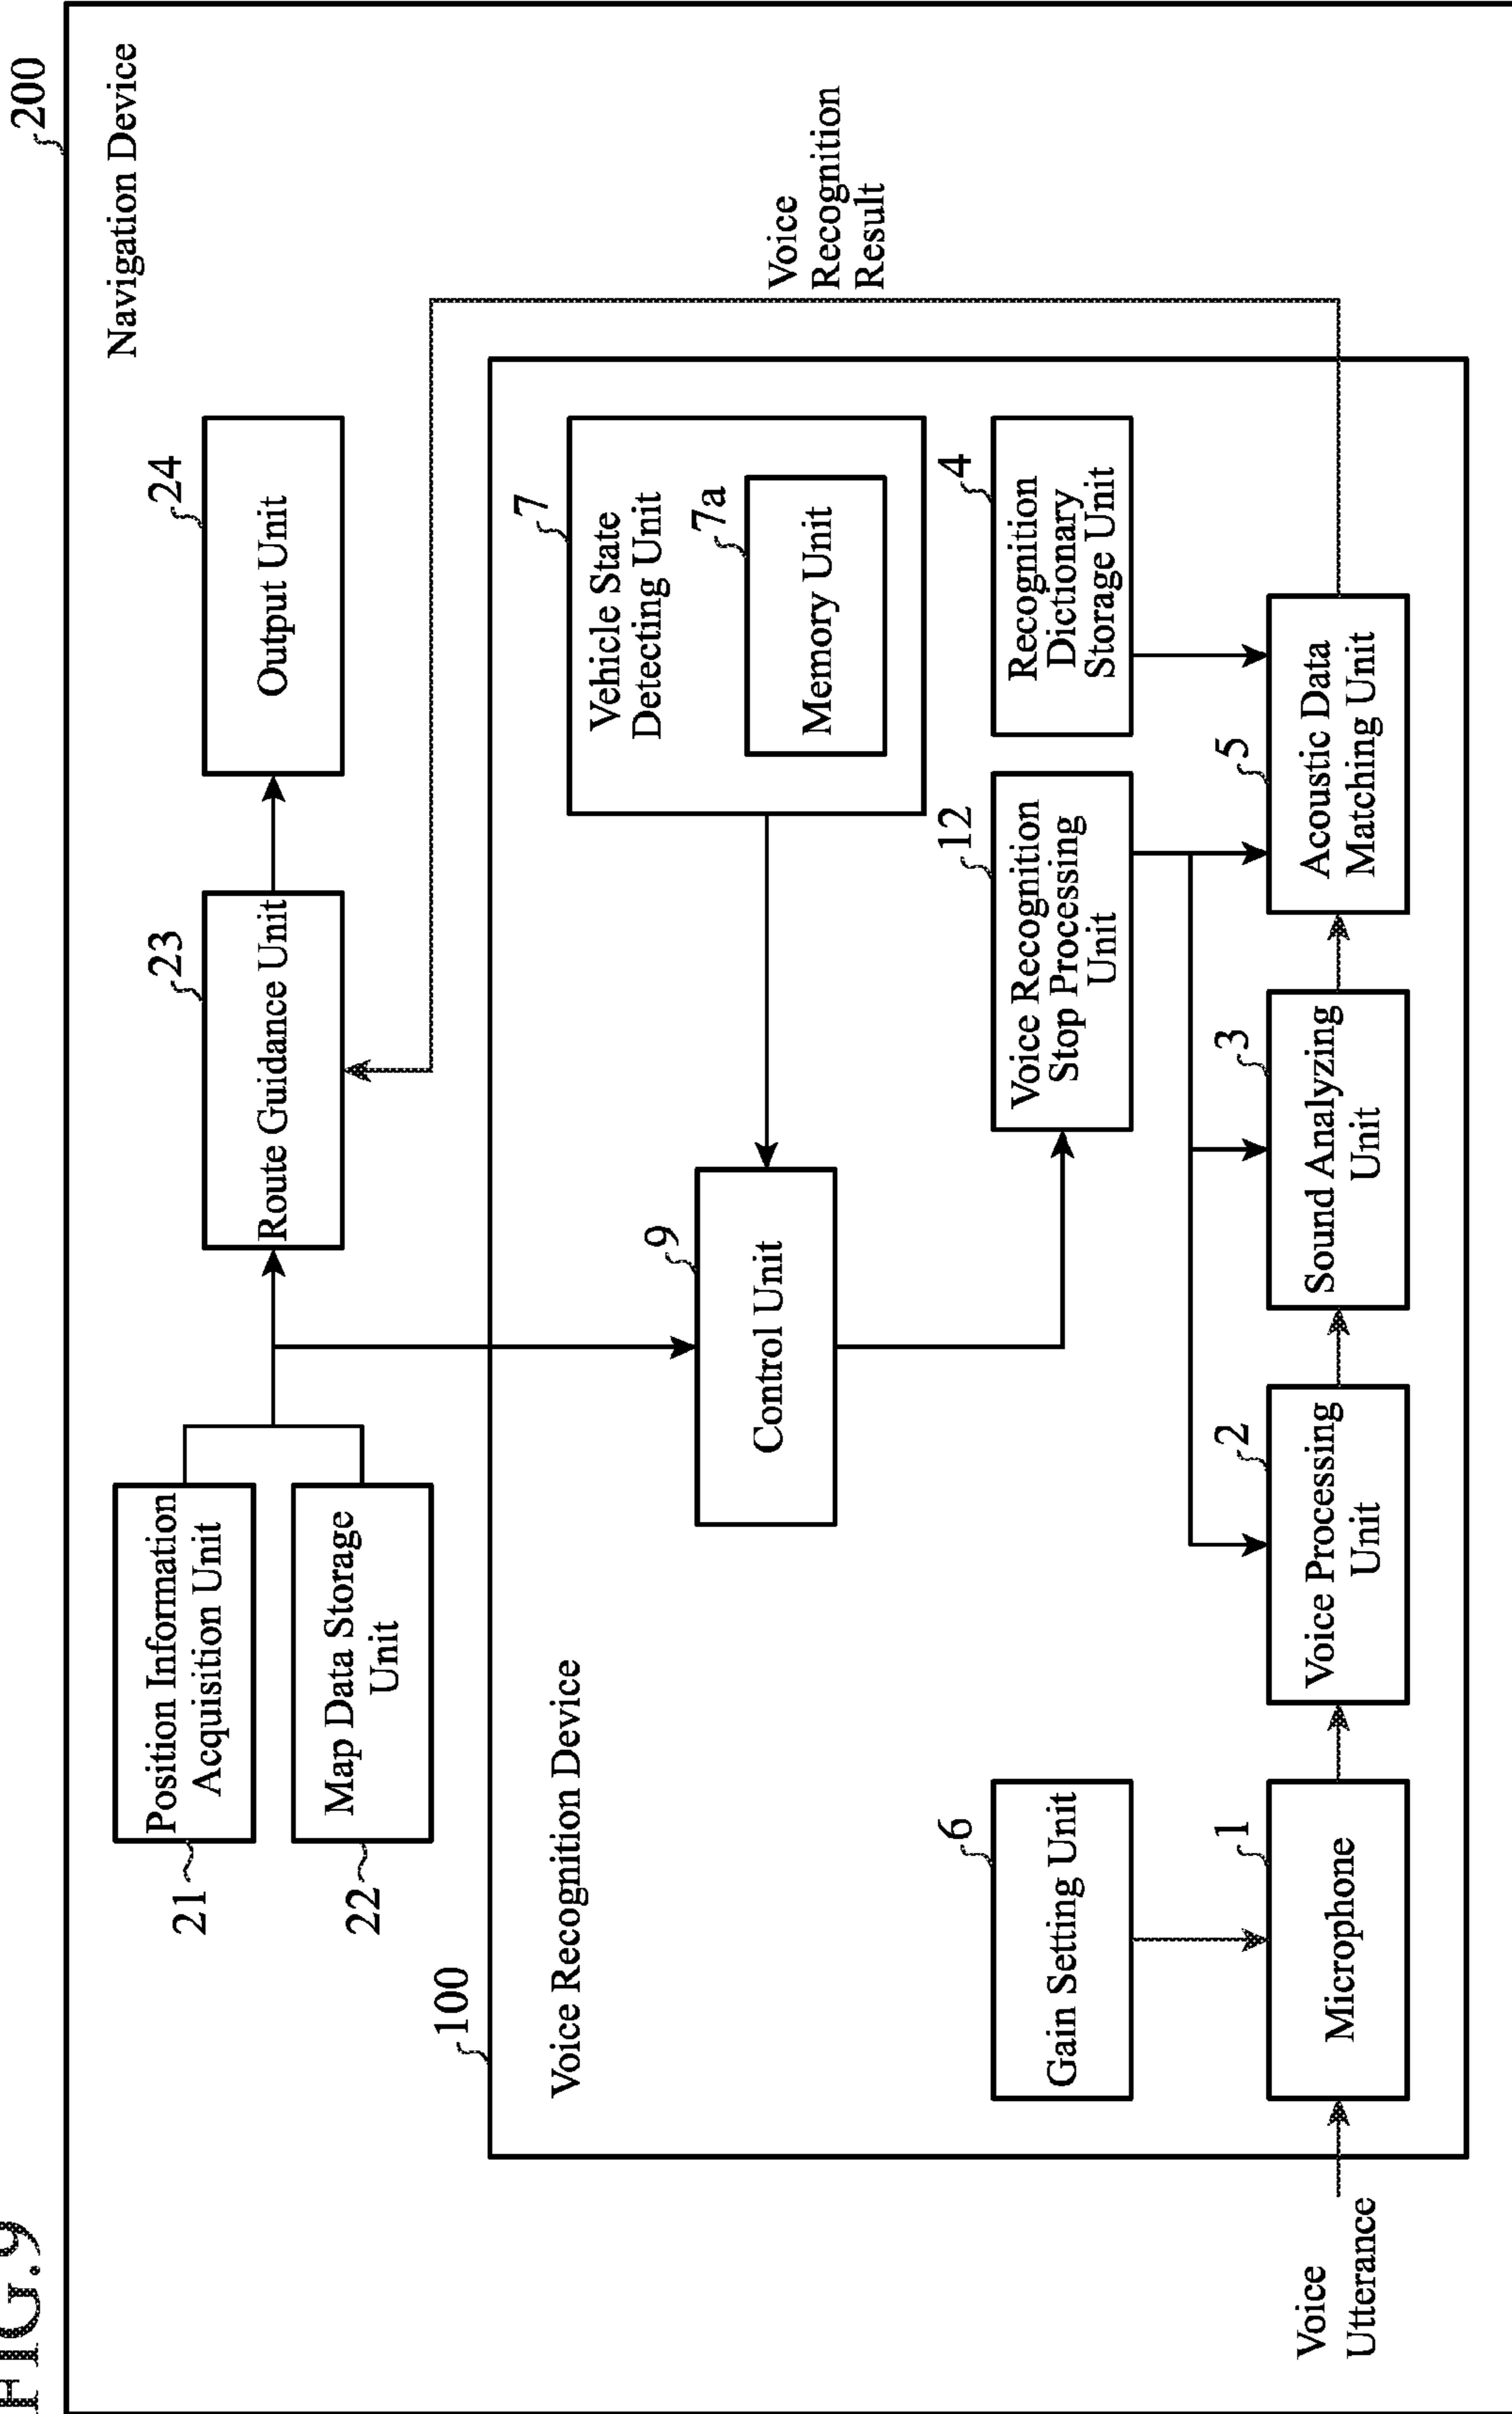 FIG.9
200
Navigation Device
21
Position Information
Acquisition Unit
22
Map Data Storage
Unit
23
Route Guidance Unit
24
Output Unit
Voice
Recognition
Result
100
Voice Recognition Device
9
Control Unit
7
Vehicle State
Detecting Unit
7a
Memory Unit
6
Gain Setting Unit
12
Voice Recognition
Stop Processing
Unit
4
Recognition
Dictionary
Storage Unit
Voice
Utterance
1
Microphone
2
Voice Processing
Unit
3
Sound Analyzing
Unit
5
Acoustic Data
Matching Unit